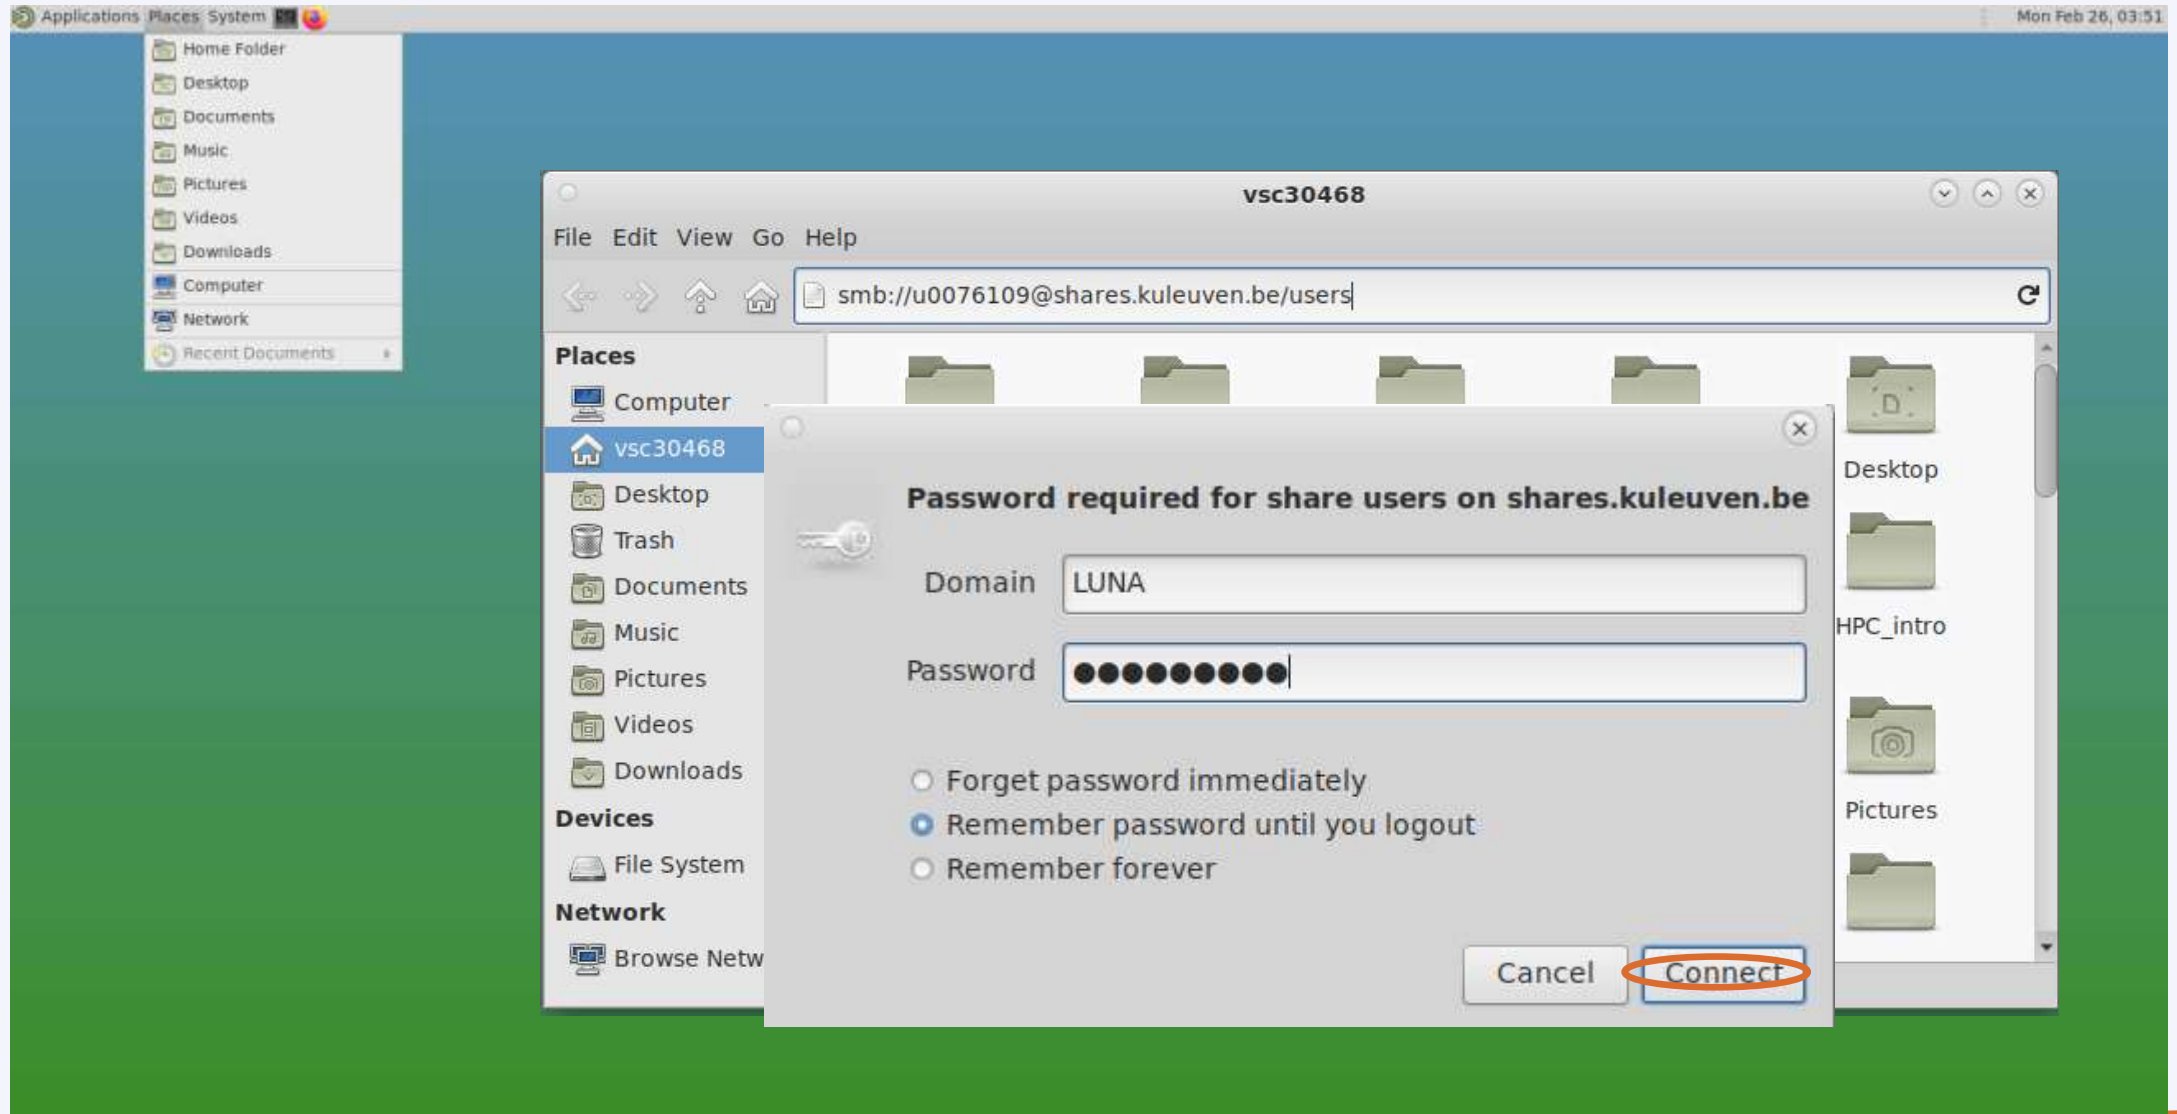 Applications Places System
Mon Feb 26, 03:51
Home Folder
Desktop
Documents
Music
Pictures
Videos
Downloads
Computer
Network
Recent Documents
vsc30468
File Edit View Go Help
smb://u0076109@shares.kuleuven.be/users
Places
Computer
vsc30468
Desktop
Trash
Documents
Music
Pictures
Videos
Downloads
Devices
File System
Network
Browse Netw
Desktop
HPC_intro
Pictures
Password required for share users on shares.kuleuven.be
Domain LUNA
Password ●●●●●●●●●
Forget password immediately
Remember password until you logout
Remember forever
Cancel Connect